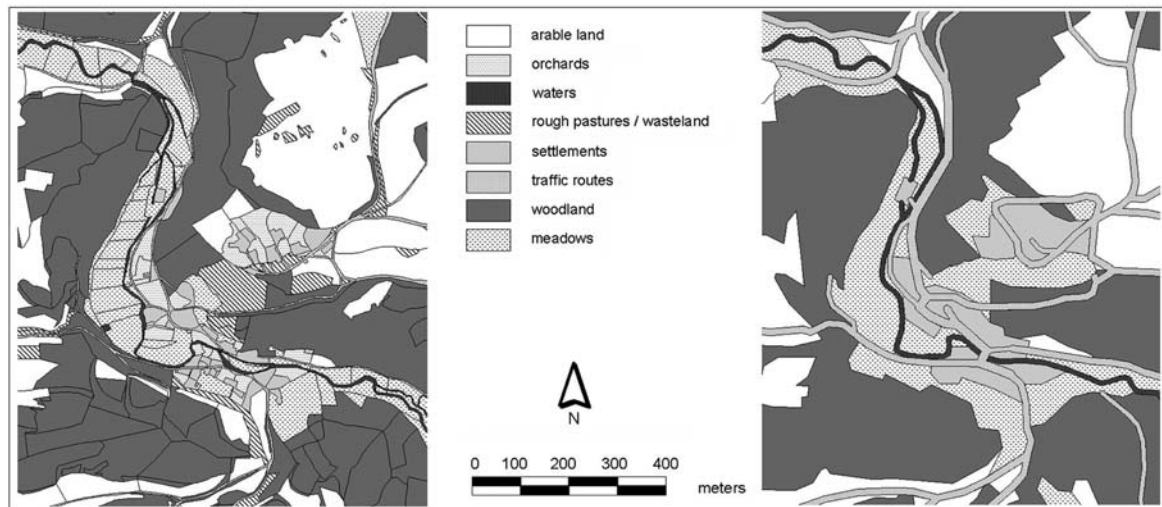 arable land
orchards
waters
rough pastures / wasteland
settlements
traffic routes
woodland
meadows
N
0 100 200 300 400
meters